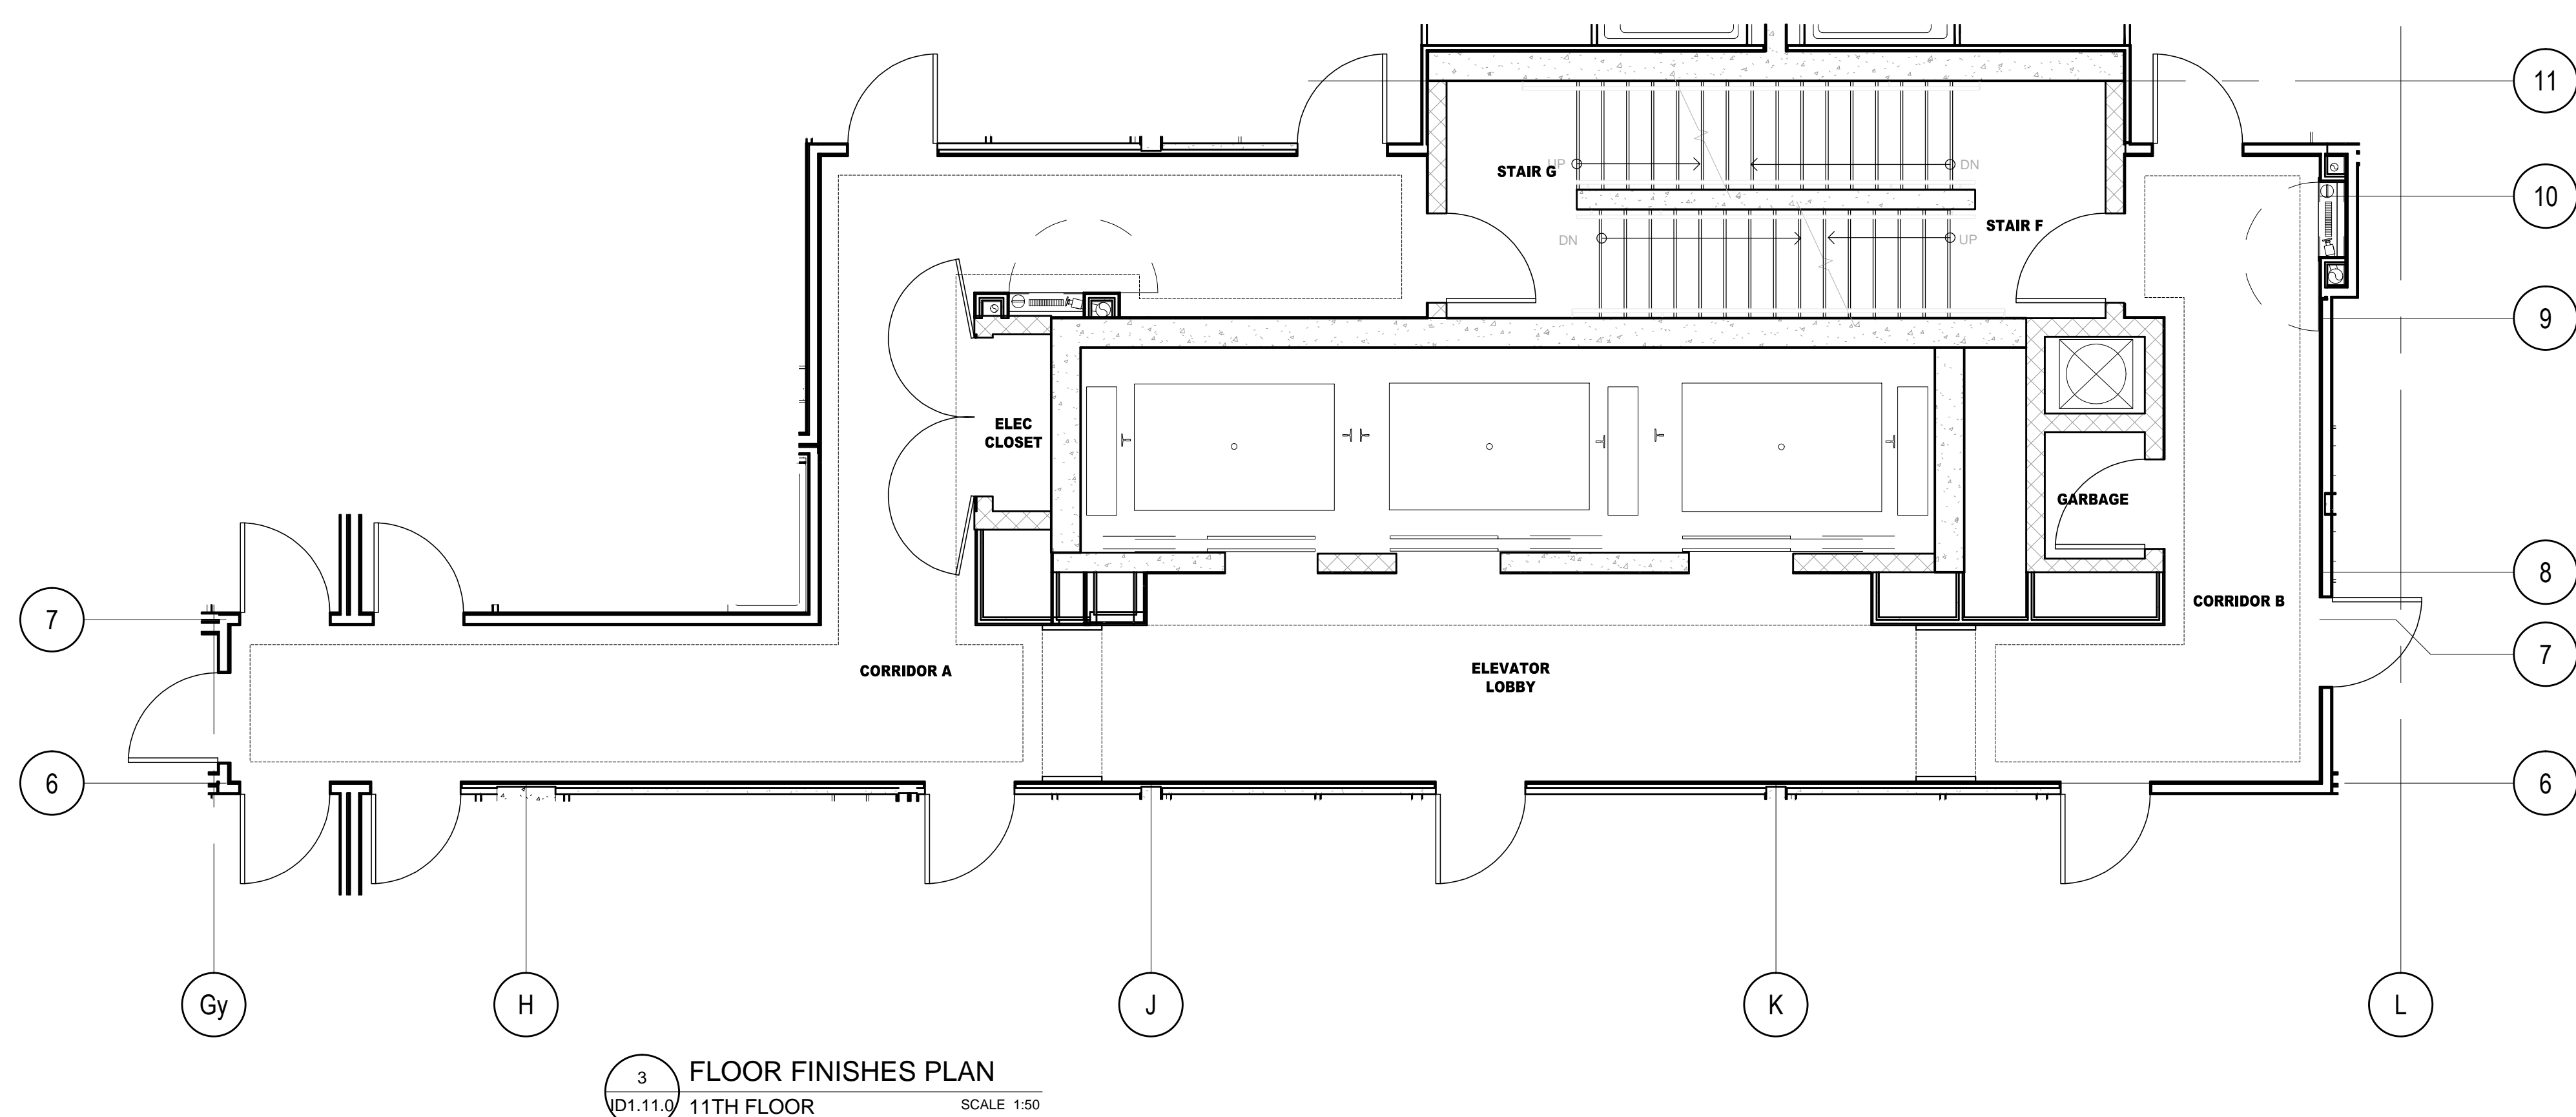 11
STAIR G
UP
DN
10
STAIR F
DN
UP
9
ELEC
CLOSET
GARBAGE
8
CORRIDOR B
7
7
CORRIDOR A
ELEVATOR
LOBBY
6
6
Gy
H
J
K
L
3
FLOOR FINISHES PLAN
ID1.11.0
11TH FLOOR
SCALE 1:50